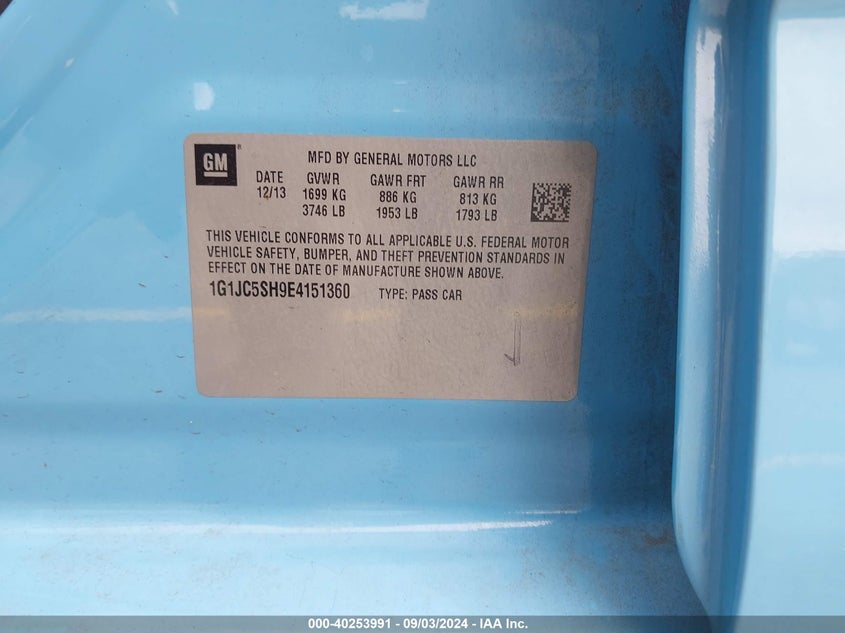 GM
MFD BY GENERAL MOTORS LLC
DATE GVWR GAWR FRT GAWR RR
12/13 1699 KG 886 KG 813 KG
3746 LB 1953 LB 1793 LB
THIS VEHICLE CONFORMS TO ALL APPLICABLE U.S. FEDERAL MOTOR
VEHICLE SAFETY, BUMPER, AND THEFT PREVENTION STANDARDS IN
EFFECT ON THE DATE OF MANUFACTURE SHOWN ABOVE.
1G1JC5SH9E4151360 TYPE: PASS CAR
000-40253991 - 09/03/2024 - IAA Inc.